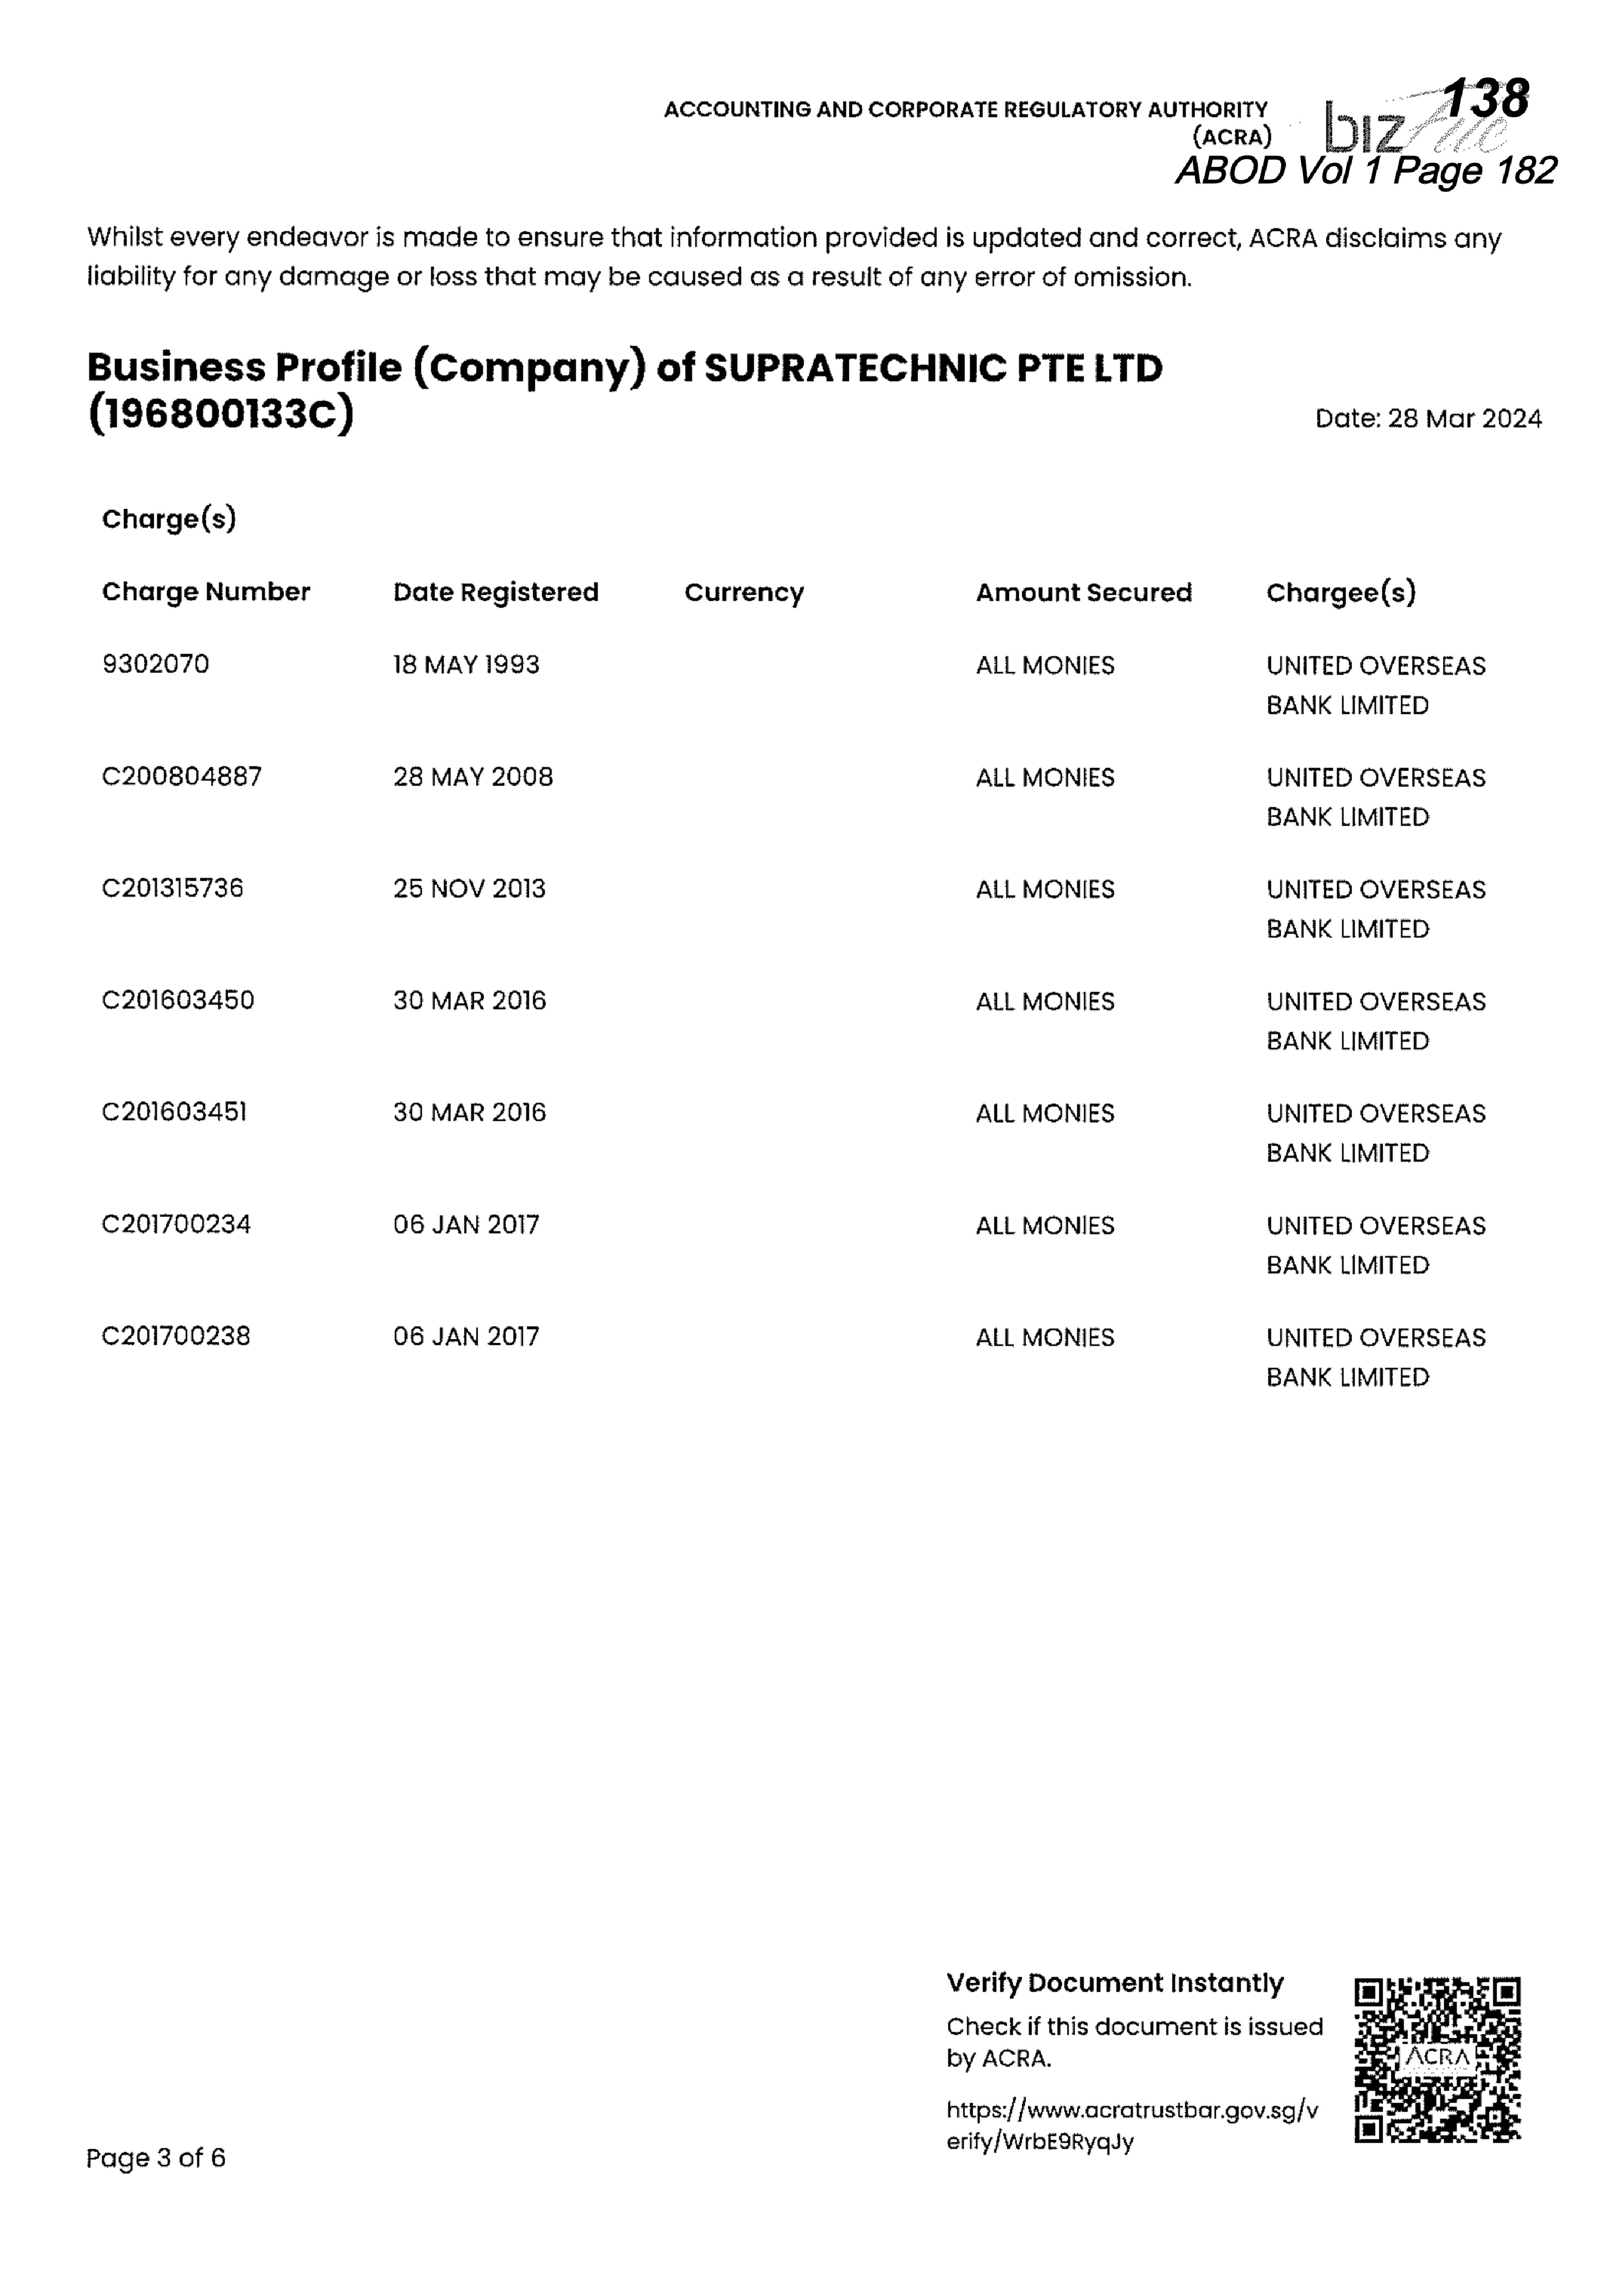 138
ACCOUNTING AND CORPORATE REGULATORY AUTHORITY
(ACRA)
bizfile
ABOD Vol 1 Page 182
Whilst every endeavor is made to ensure that information provided is updated and correct, ACRA disclaims any
liability for any damage or loss that may be caused as a result of any error of omission.
Business Profile (Company) of SUPRATECHNIC PTE LTD
(196800133C)
Date: 28 Mar 2024
Charge(s)
Charge Number Date Registered Currency Amount Secured Chargee(s)
9302070 18 MAY 1993 ALL MONIES UNITED OVERSEAS
BANK LIMITED
C200804887 28 MAY 2008 ALL MONIES UNITED OVERSEAS
BANK LIMITED
C201315736 25 NOV 2013 ALL MONIES UNITED OVERSEAS
BANK LIMITED
C201603450 30 MAR 2016 ALL MONIES UNITED OVERSEAS
BANK LIMITED
C201603451 30 MAR 2016 ALL MONIES UNITED OVERSEAS
BANK LIMITED
C201700234 06 JAN 2017 ALL MONIES UNITED OVERSEAS
BANK LIMITED
C201700238 06 JAN 2017 ALL MONIES UNITED OVERSEAS
BANK LIMITED
Verify Document Instantly
Check if this document is issued
by ACRA.
https://www.acratrustbar.gov.sg/v
erify/WrbE9RyqJy
ACRA
Page 3 of 6